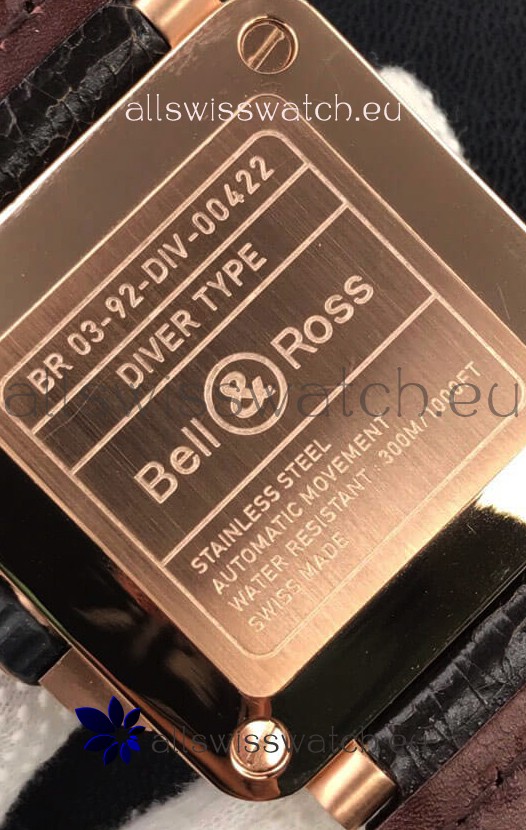 allswisswatch.eu
BR 03-92-DIV-00422
DIVER TYPE
Bell & Ross
allswisswatch.eu
STAINLESS STEEL
AUTOMATIC MOVEMENT
WATER RESISTANT : 300M/1000FT
SWISS MADE
allswisswatch.eu